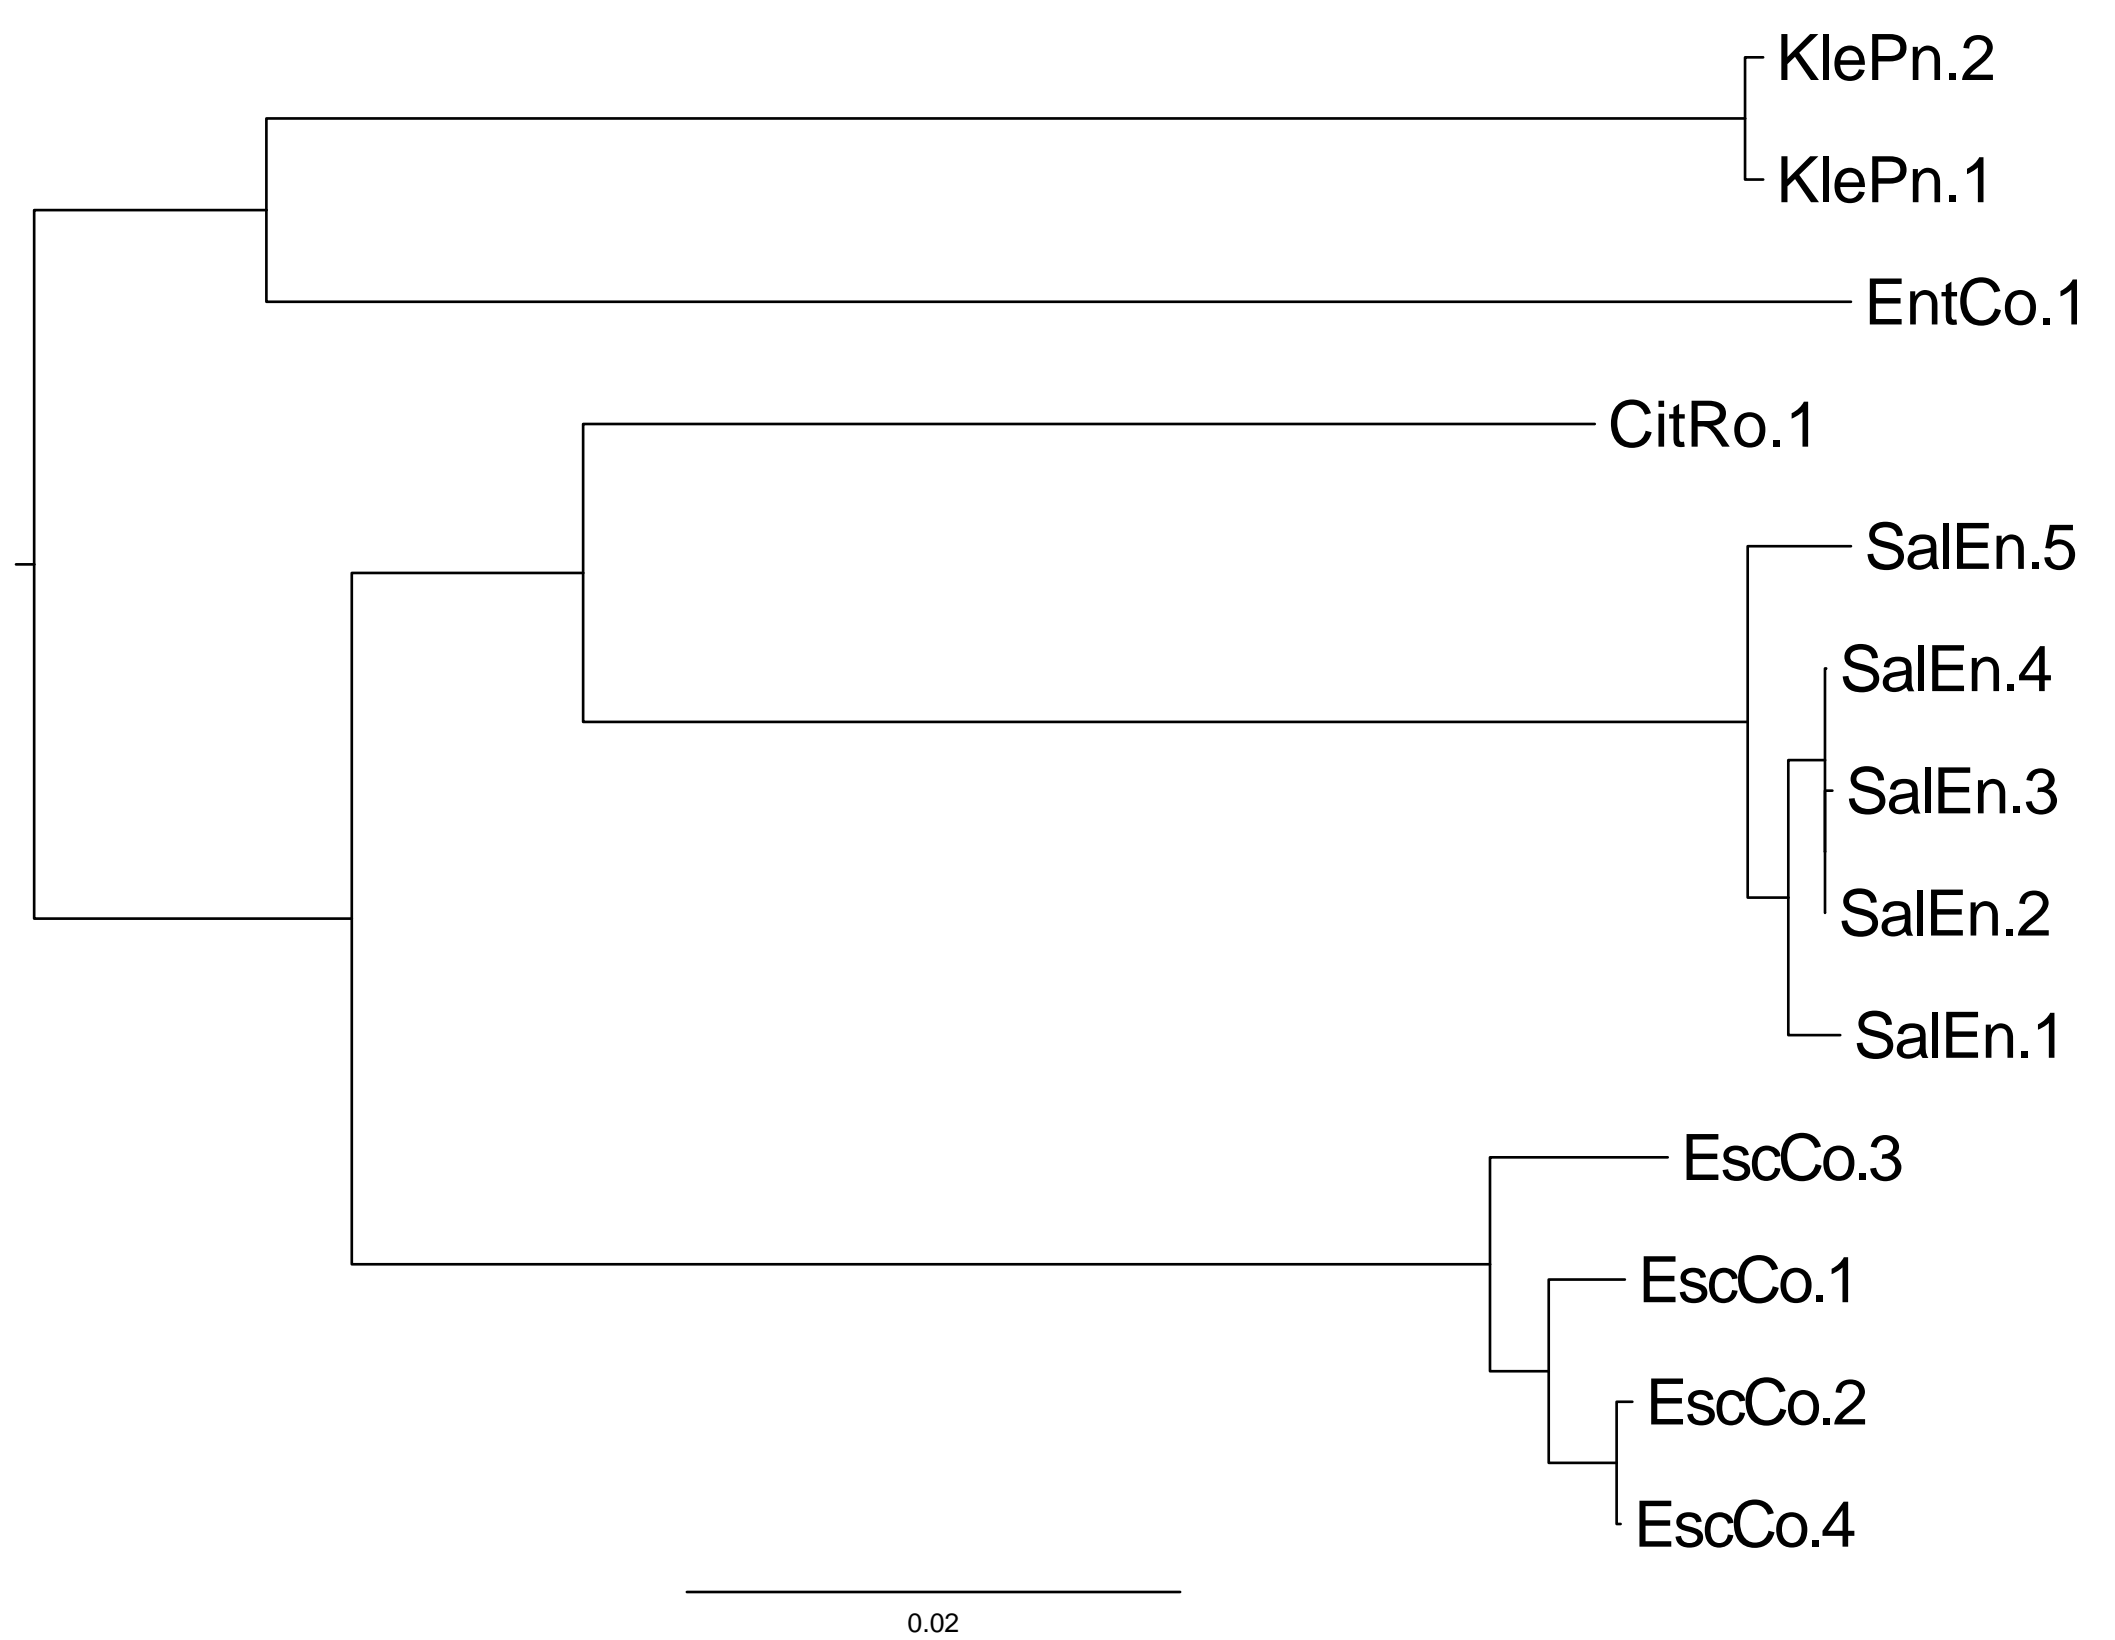 KlePn.2
KlePn.1
EntCo.1
CitRo.1
SalEn.5
SalEn.4
SalEn.3
SalEn.2
SalEn.1
EscCo.3
EscCo.1
EscCo.2
EscCo.4
0.02